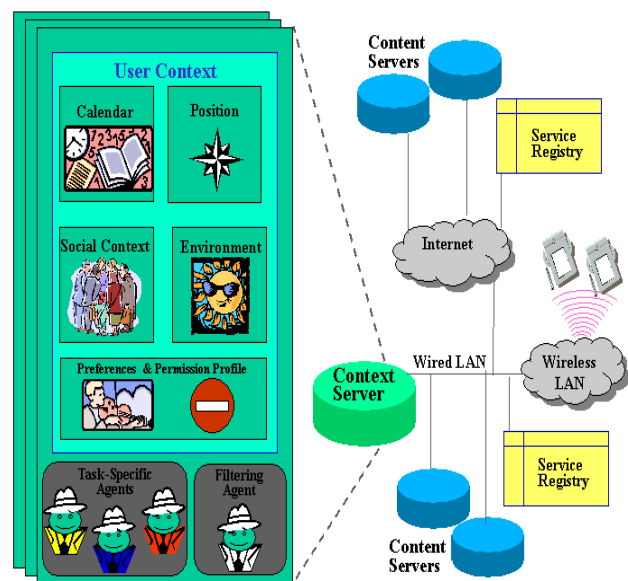 User Context
Calendar
Position
Social Context
Environment
Preferences & Permission Profile
Task-Specific
Agents
Filtering
Agent
Content
Servers
Service
Registry
Internet
Wired LAN
Wireless
LAN
Context
Server
Service
Registry
Content
Servers